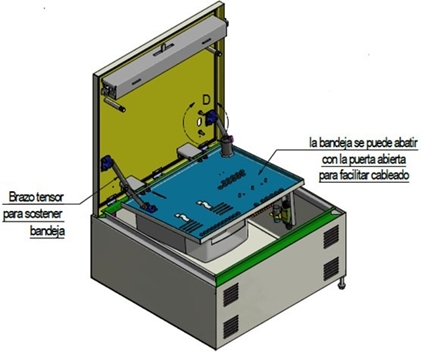 D
la bandeja se puede abatir
con la puerta abierta
para facilitar cableado
Brazo tensor
para sostener
bandeja